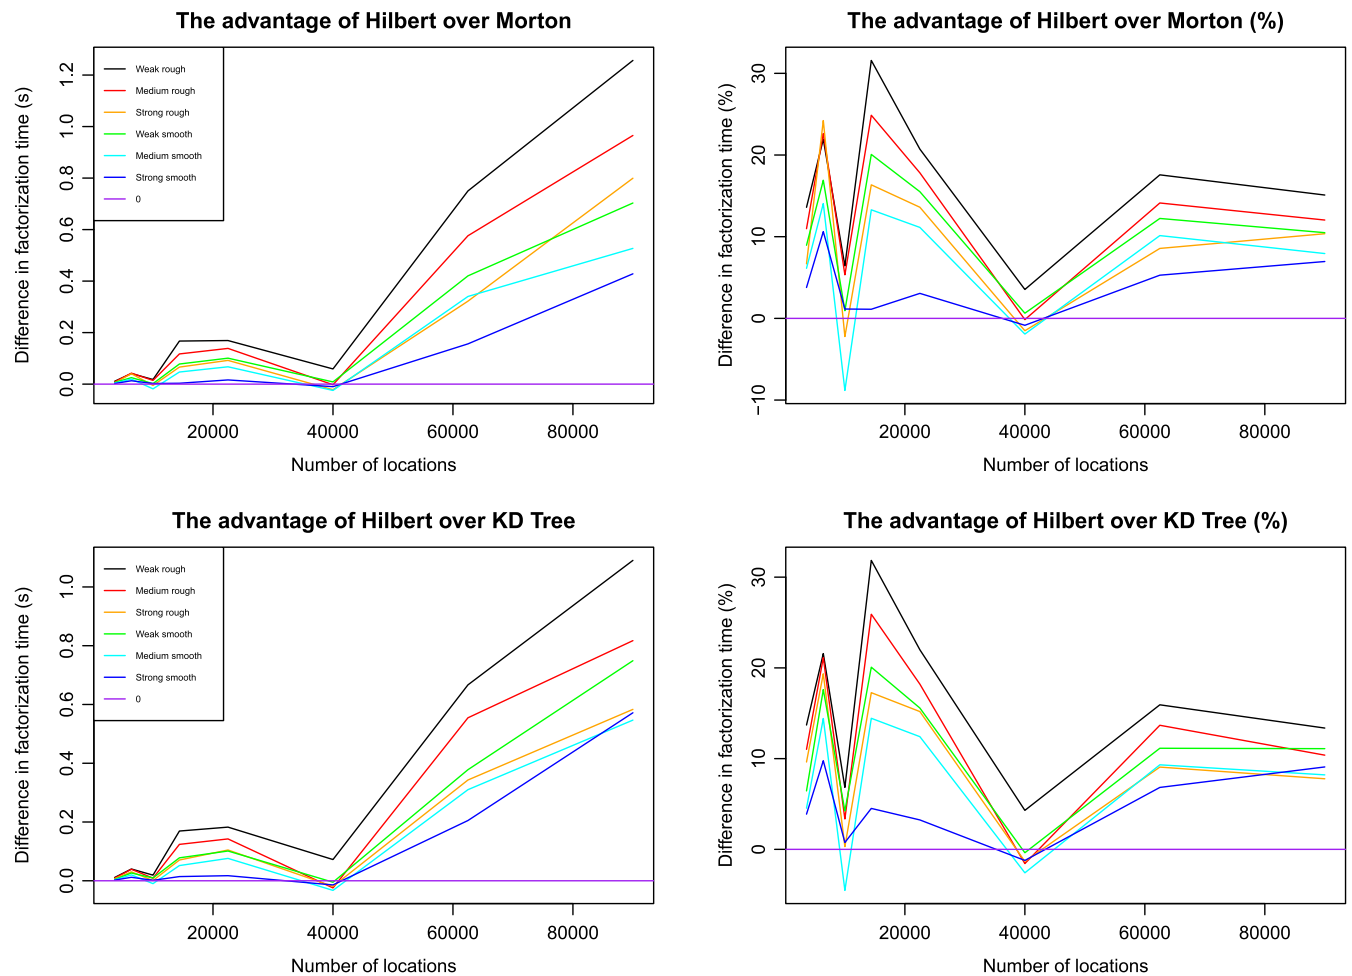 The advantage of Hilbert over Morton
Difference in factorization time (s)
1.2
1.0
0.8
0.6
0.4
0.2
0.0
Weak rough
Medium rough
Strong rough
Weak smooth
Medium smooth
Strong smooth
0
20000 40000 60000 80000
Number of locations
The advantage of Hilbert over Morton (%)
Difference in factorization time (%)
30
20
10
0
−10
20000 40000 60000 80000
Number of locations
The advantage of Hilbert over KD Tree
Difference in factorization time (s)
1.0
0.8
0.6
0.4
0.2
0.0
Weak rough
Medium rough
Strong rough
Weak smooth
Medium smooth
Strong smooth
0
20000 40000 60000 80000
Number of locations
The advantage of Hilbert over KD Tree (%)
Difference in factorization time (%)
30
20
10
0
20000 40000 60000 80000
Number of locations